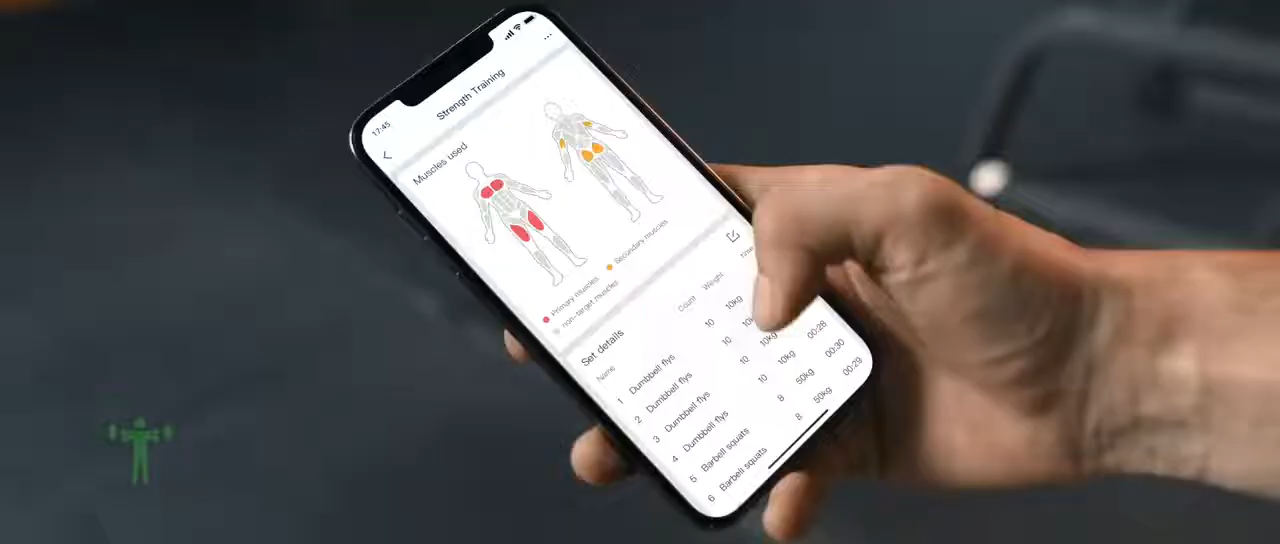 17:45
Strength Training
Muscles used
Primary muscles
Secondary muscles
non-target muscles
Set details
Name Count Weight
1 Dumbbell flys 10 10kg
2 Dumbbell flys 10
3 Dumbbell flys 10 10kg
4 Dumbbell flys 10 10kg 00:28
5 Barbell squats 8 50kg 00:30
6 Barbell squats 8 50kg 00:29